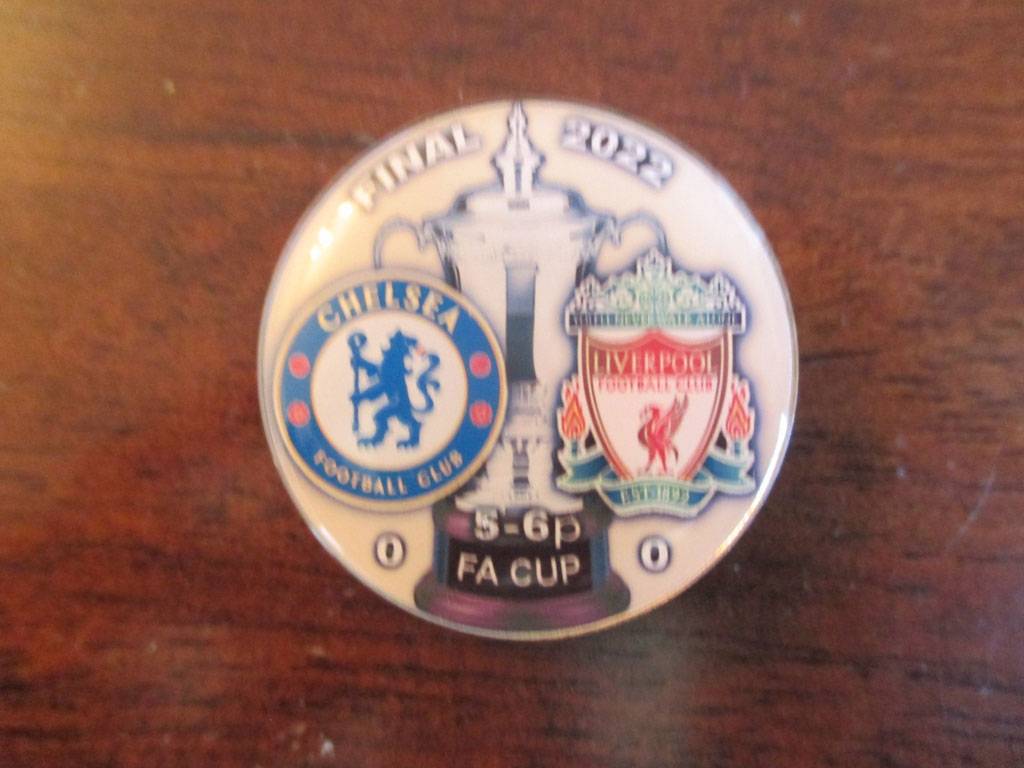 FINAL 2022
CHELSEA
FOOTBALL CLUB
YOU'LL NEVER WALK ALONE
LIVERPOOL
FOOTBALL CLUB
EST·1892
5-6p
0 0
FA CUP